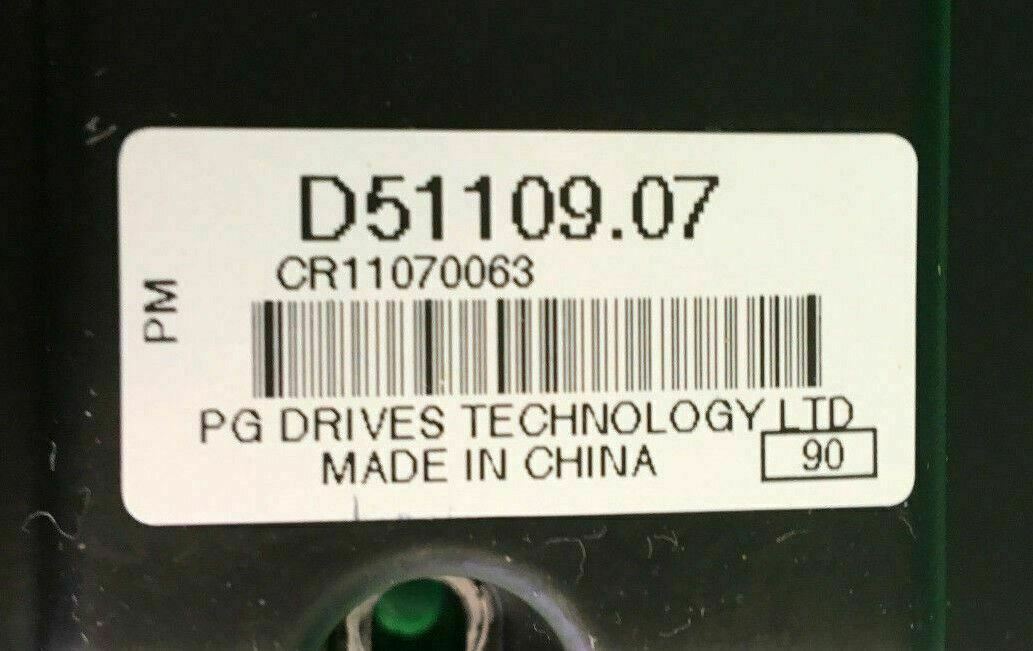 D51109.07
CR11070063
PM
PG DRIVES TECHNOLOGY LTD
MADE IN CHINA
90